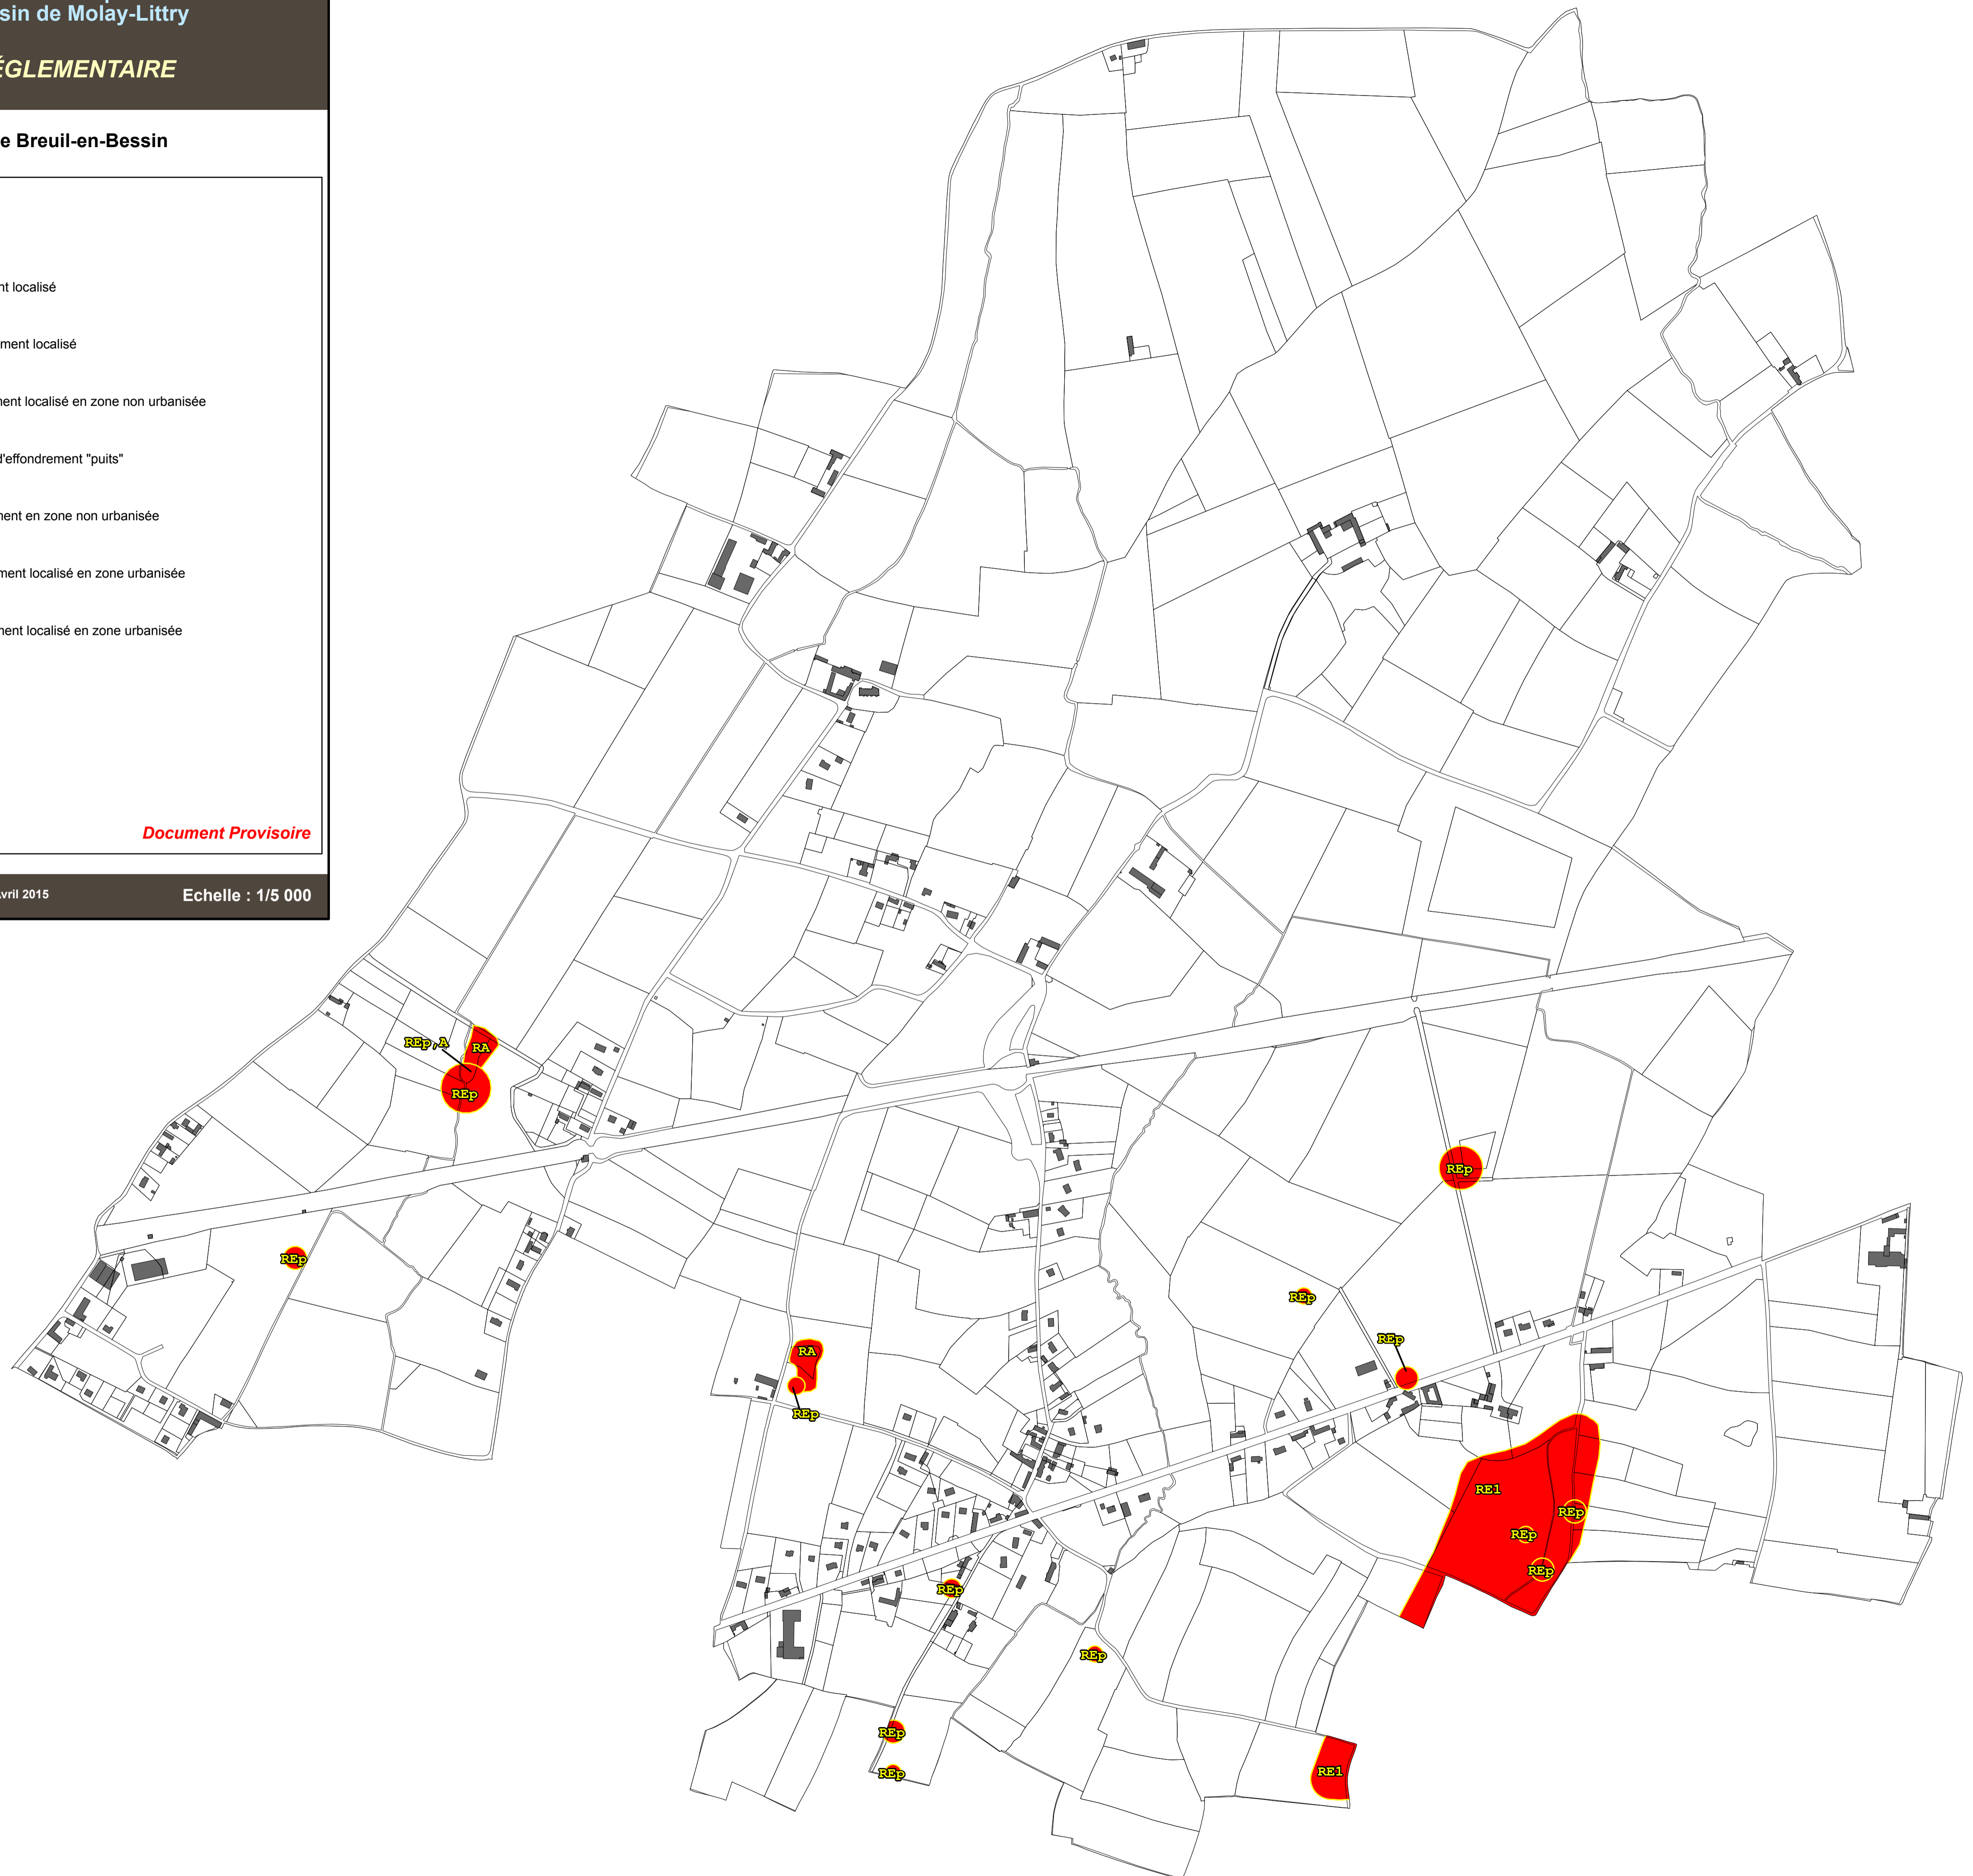 sin de Molay-Littry
ÉGLEMENTAIRE
e Breuil-en-Bessin
nt localisé
ment localisé
nent localisé en zone non urbanisée
d'effondrement "puits"
nent en zone non urbanisée
ment localisé en zone urbanisée
nent localisé en zone urbanisée
Document Provisoire
vril 2015
Echelle : 1/5 000
REp,A
RA
REp
REp
REp
REp
REp
RA
REp
RE1
REp
REp
REp
REp
REp
REp
REp
RE1